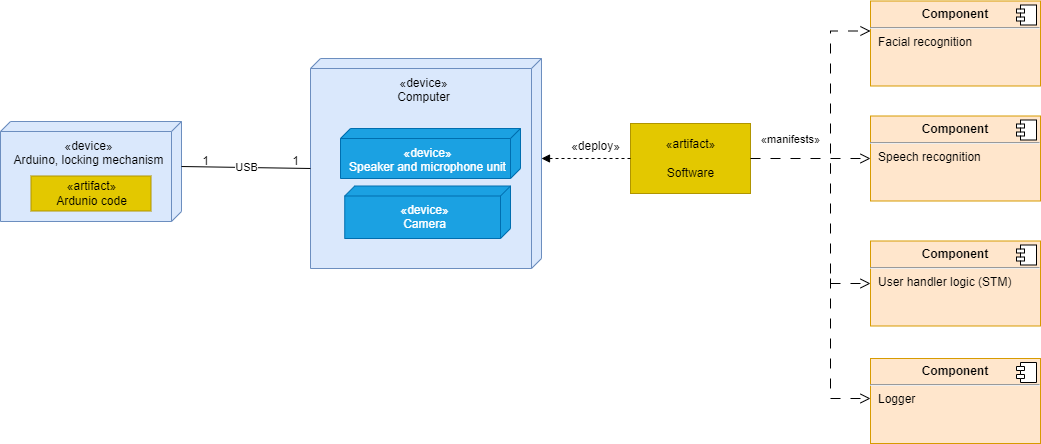 «device»
Arduino, locking mechanism
«artifact»
Ardunio code
1
USB
1
«device»
Computer
«device»
Speaker and microphone unit
«device»
Camera
«deploy»
«artifact»
Software
«manifests»
Component
Facial recognition
Component
Speech recognition
Component
User handler logic (STM)
Component
Logger